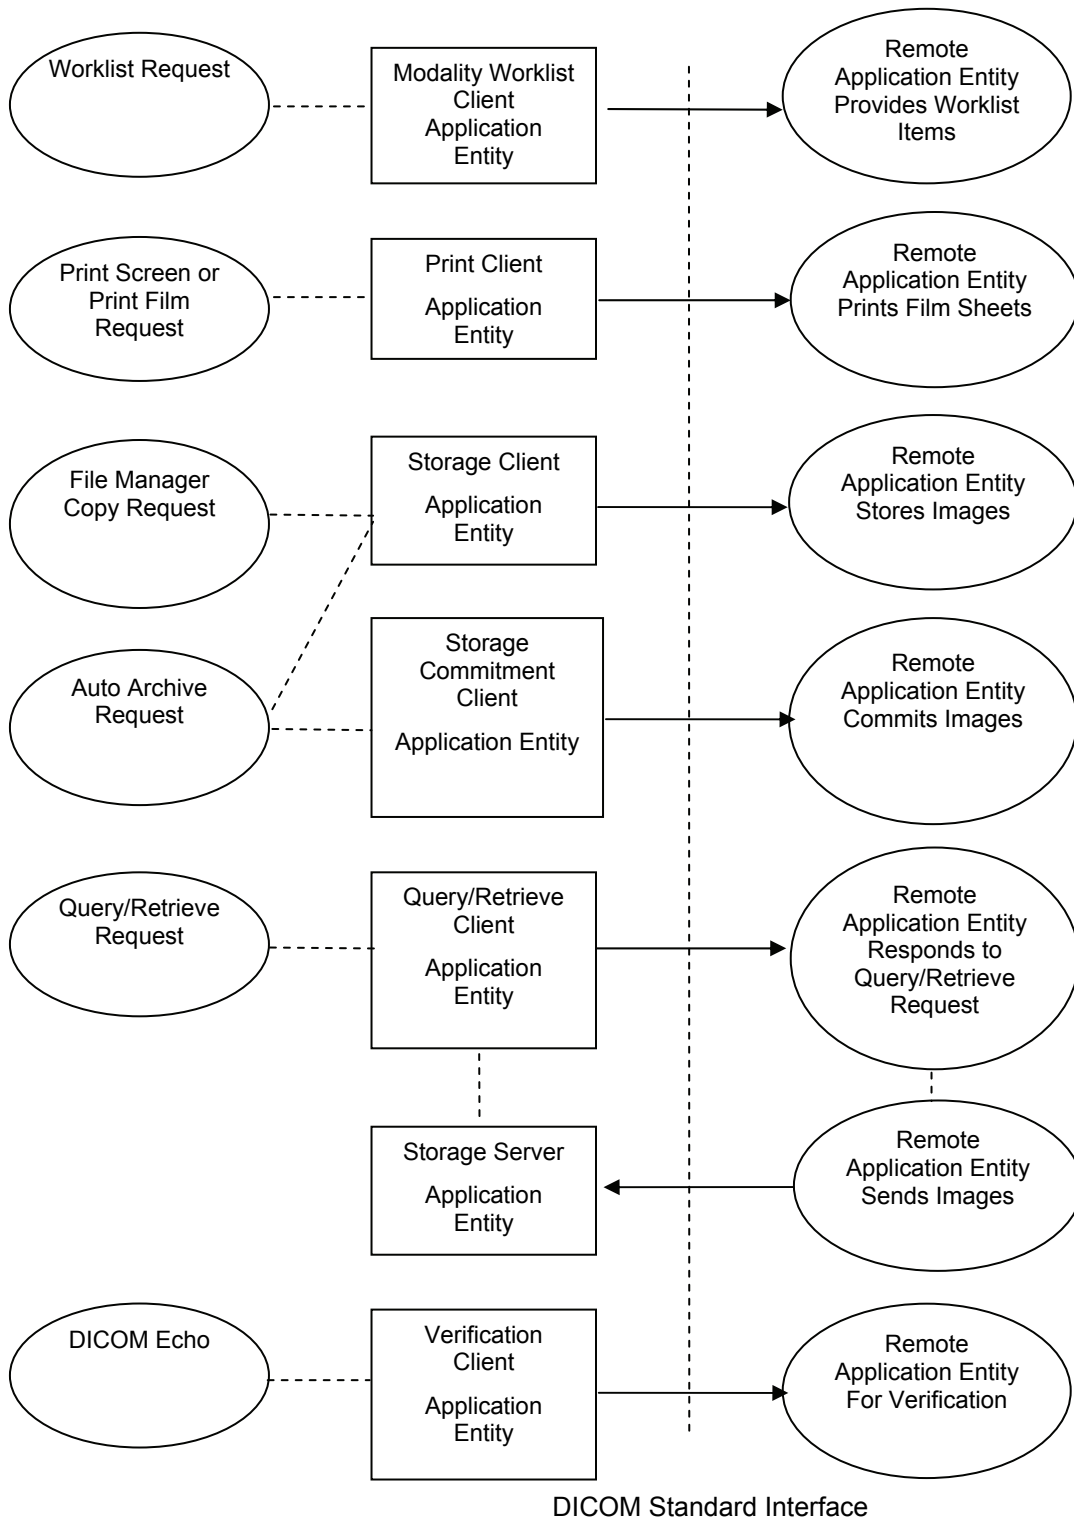 Worklist Request
Modality Worklist
Client
Application
Entity
Remote
Application Entity
Provides Worklist
Items
Print Screen or
Print Film
Request
Print Client
Application
Entity
Remote
Application Entity
Prints Film Sheets
File Manager
Copy Request
Storage Client
Application
Entity
Remote
Application Entity
Stores Images
Auto Archive
Request
Storage
Commitment
Client
Application Entity
Remote
Application Entity
Commits Images
Query/Retrieve
Request
Query/Retrieve
Client
Application
Entity
Remote
Application Entity
Responds to
Query/Retrieve
Request
Storage Server
Application
Entity
Remote
Application Entity
Sends Images
DICOM Echo
Verification
Client
Application
Entity
Remote
Application Entity
For Verification
DICOM Standard Interface